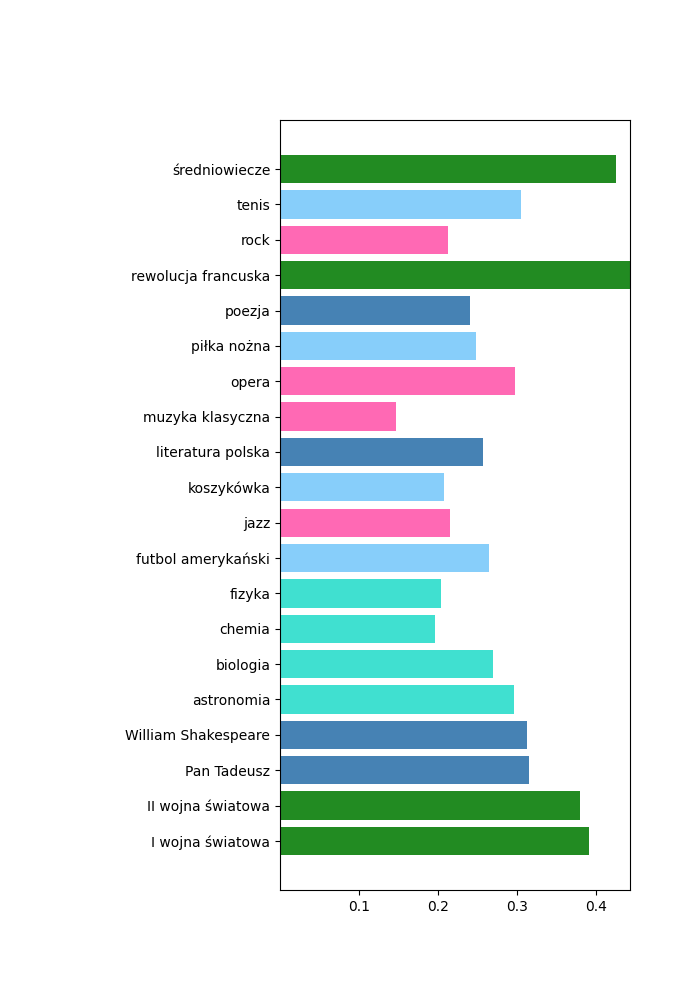 średniowiecze
tenis
rock
rewolucja francuska
poezja
piłka nożna
opera
muzyka klasyczna
literatura polska
koszykówka
jazz
futbol amerykański
fizyka
chemia
biologia
astronomia
William Shakespeare
Pan Tadeusz
II wojna światowa
I wojna światowa
0.1 0.2 0.3 0.4